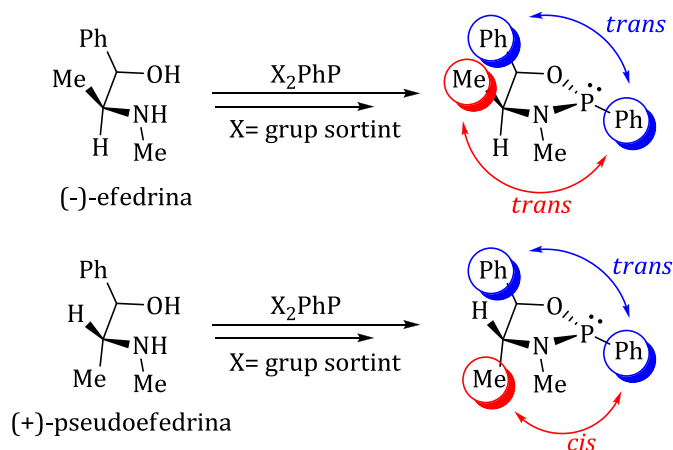 Ph
Me
OH
NH
H
Me
(-)-efedrina
X₂PhP
X= grup sortint
Ph
trans
Me
O
P
N
Ph
H
Me
trans
Ph
H
OH
NH
Me
Me
(+)-pseudoefedrina
X₂PhP
X= grup sortint
Ph
trans
H
O
P
N
Ph
Me
Me
cis